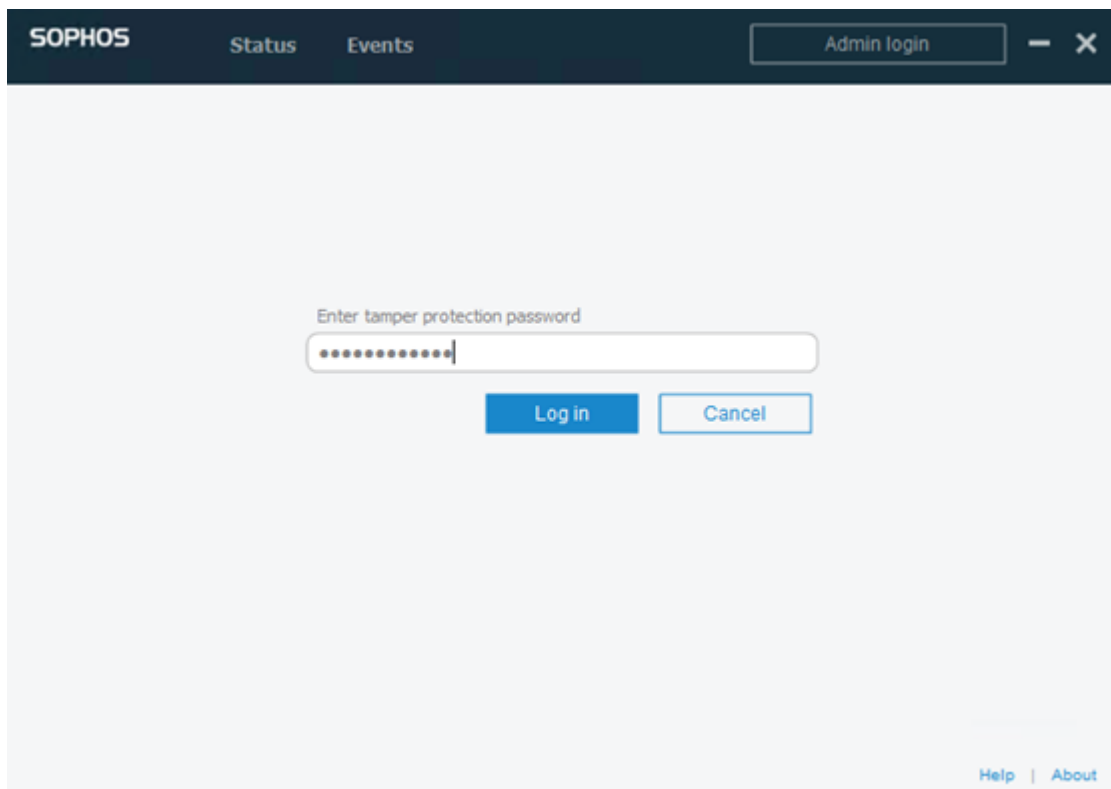 SOPHOS Status Events Admin login
Enter tamper protection password
••••••••••••
Log in Cancel
Help | About